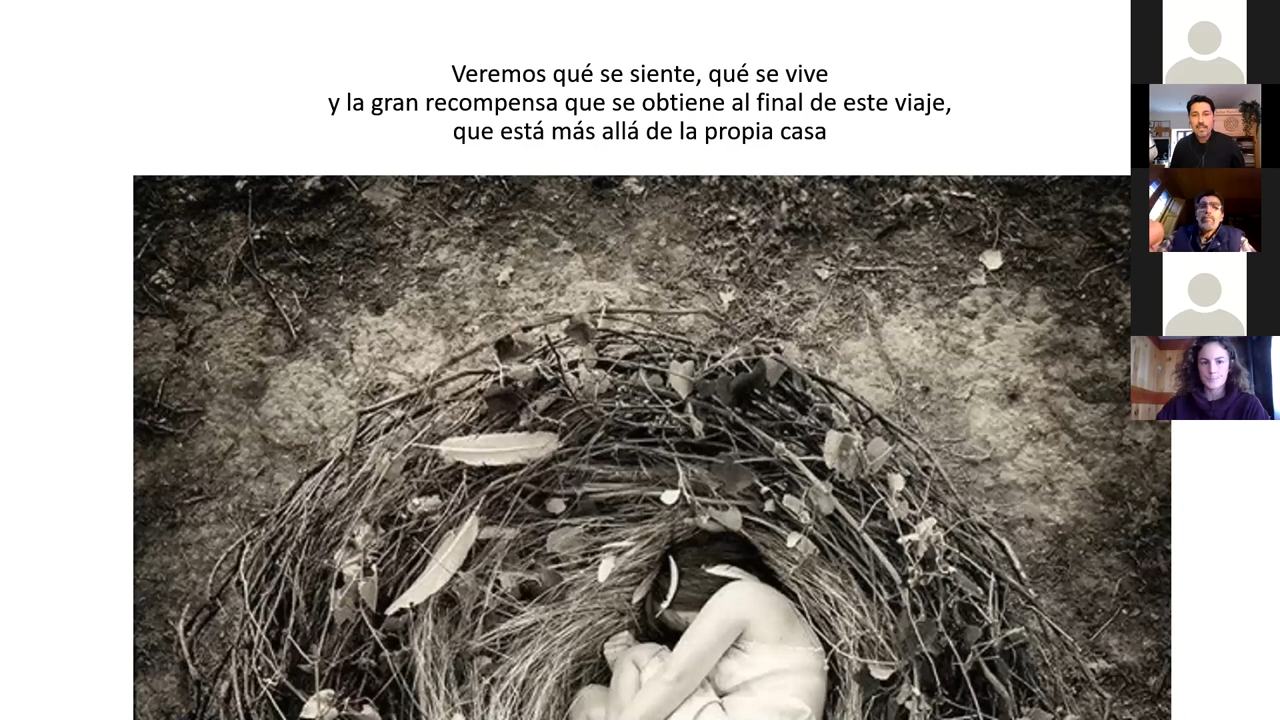 Veremos qué se siente, qué se vive
y la gran recompensa que se obtiene al final de este viaje,
que está más allá de la propia casa